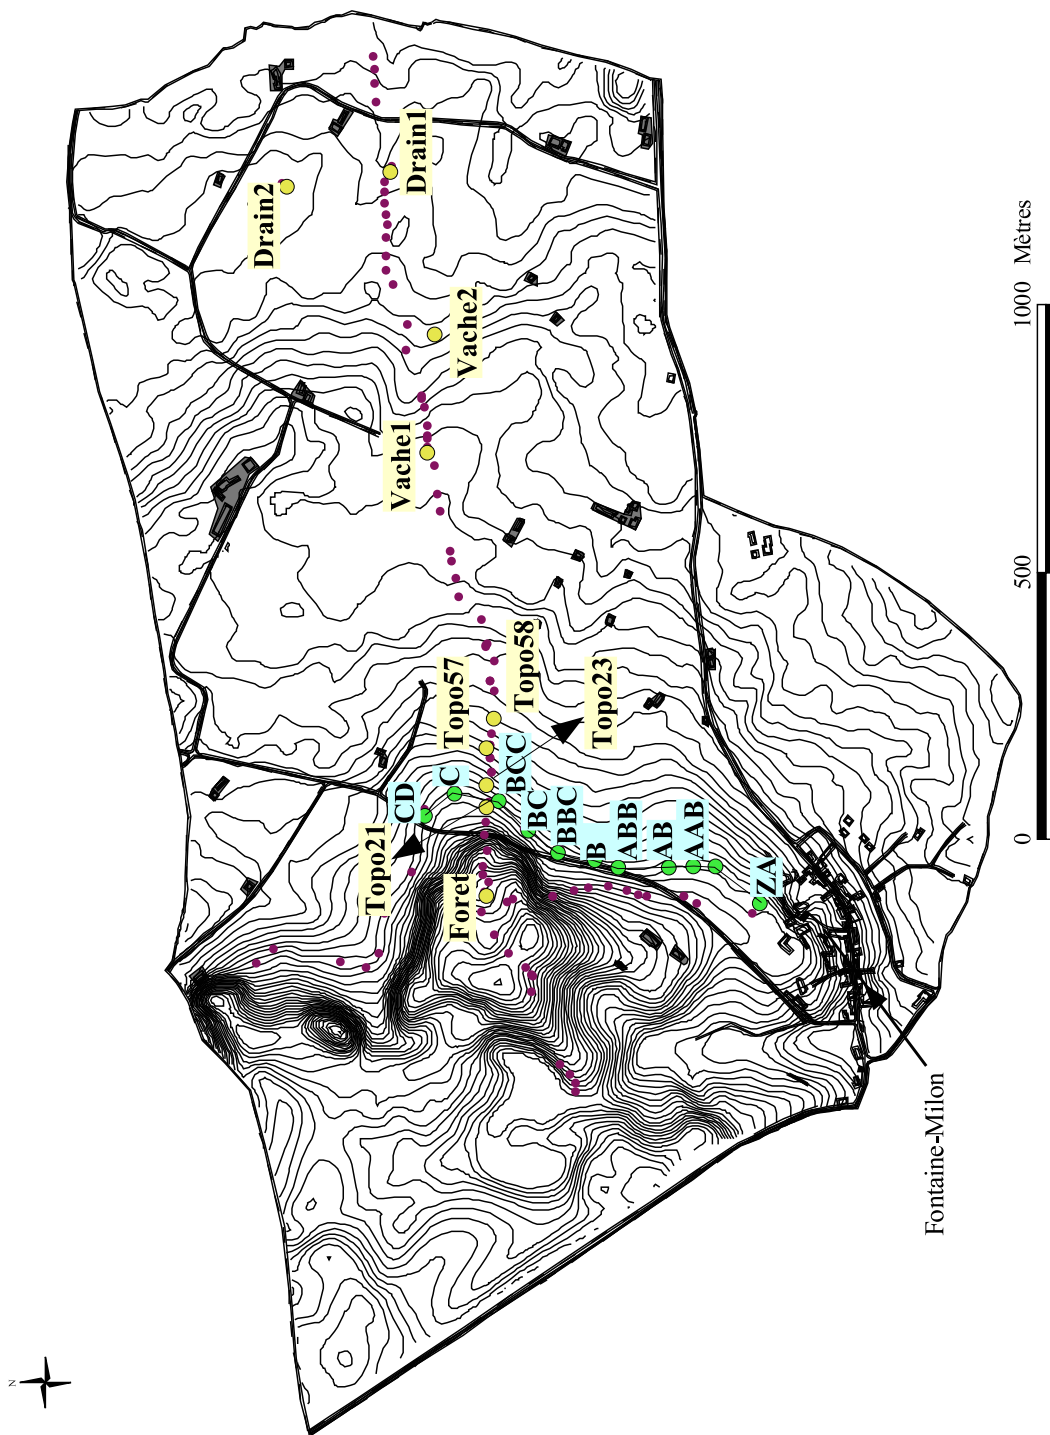 Drain2
Drain1
Vache2
Vache1
Topo58
Topo57
Topo23
Topo21
Foret
CD
C
BCC
BC
BBC
B
ABB
AB
AAB
ZA
Fontaine-Milon
0
500
1000 Mètres
N